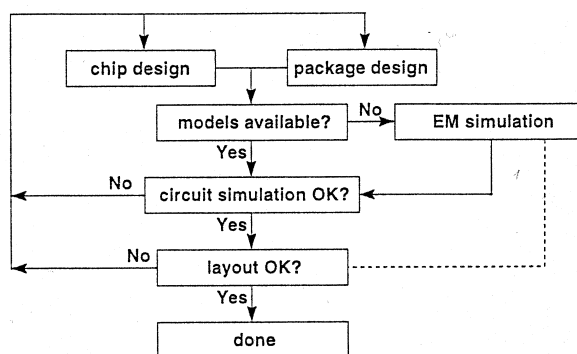 chip design
package design
models available?
No
EM simulation
Yes
No
circuit simulation OK?
Yes
No
layout OK?
Yes
done